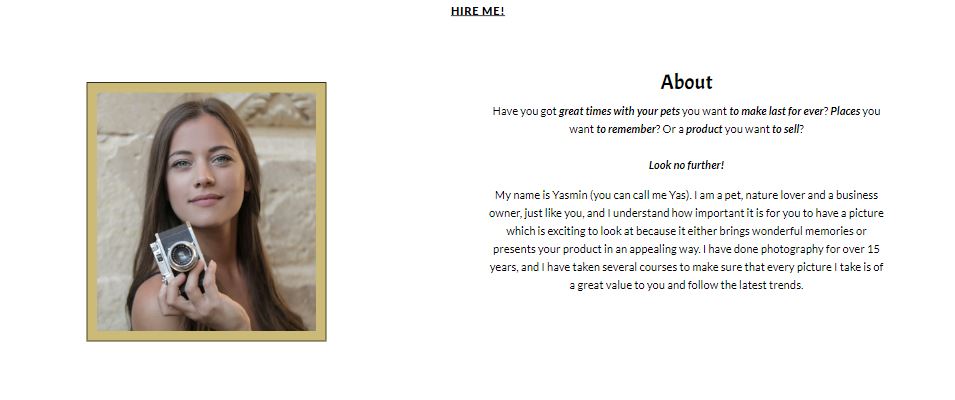 HIRE ME!
About
Have you got great times with your pets you want to make last for ever? Places you
want to remember? Or a product you want to sell?
Look no further!
My name is Yasmin (you can call me Yas). I am a pet, nature lover and a business
owner, just like you, and I understand how important it is for you to have a picture
which is exciting to look at because it either brings wonderful memories or
presents your product in an appealing way. I have done photography for over 15
years, and I have taken several courses to make sure that every picture I take is of
a great value to you and follow the latest trends.